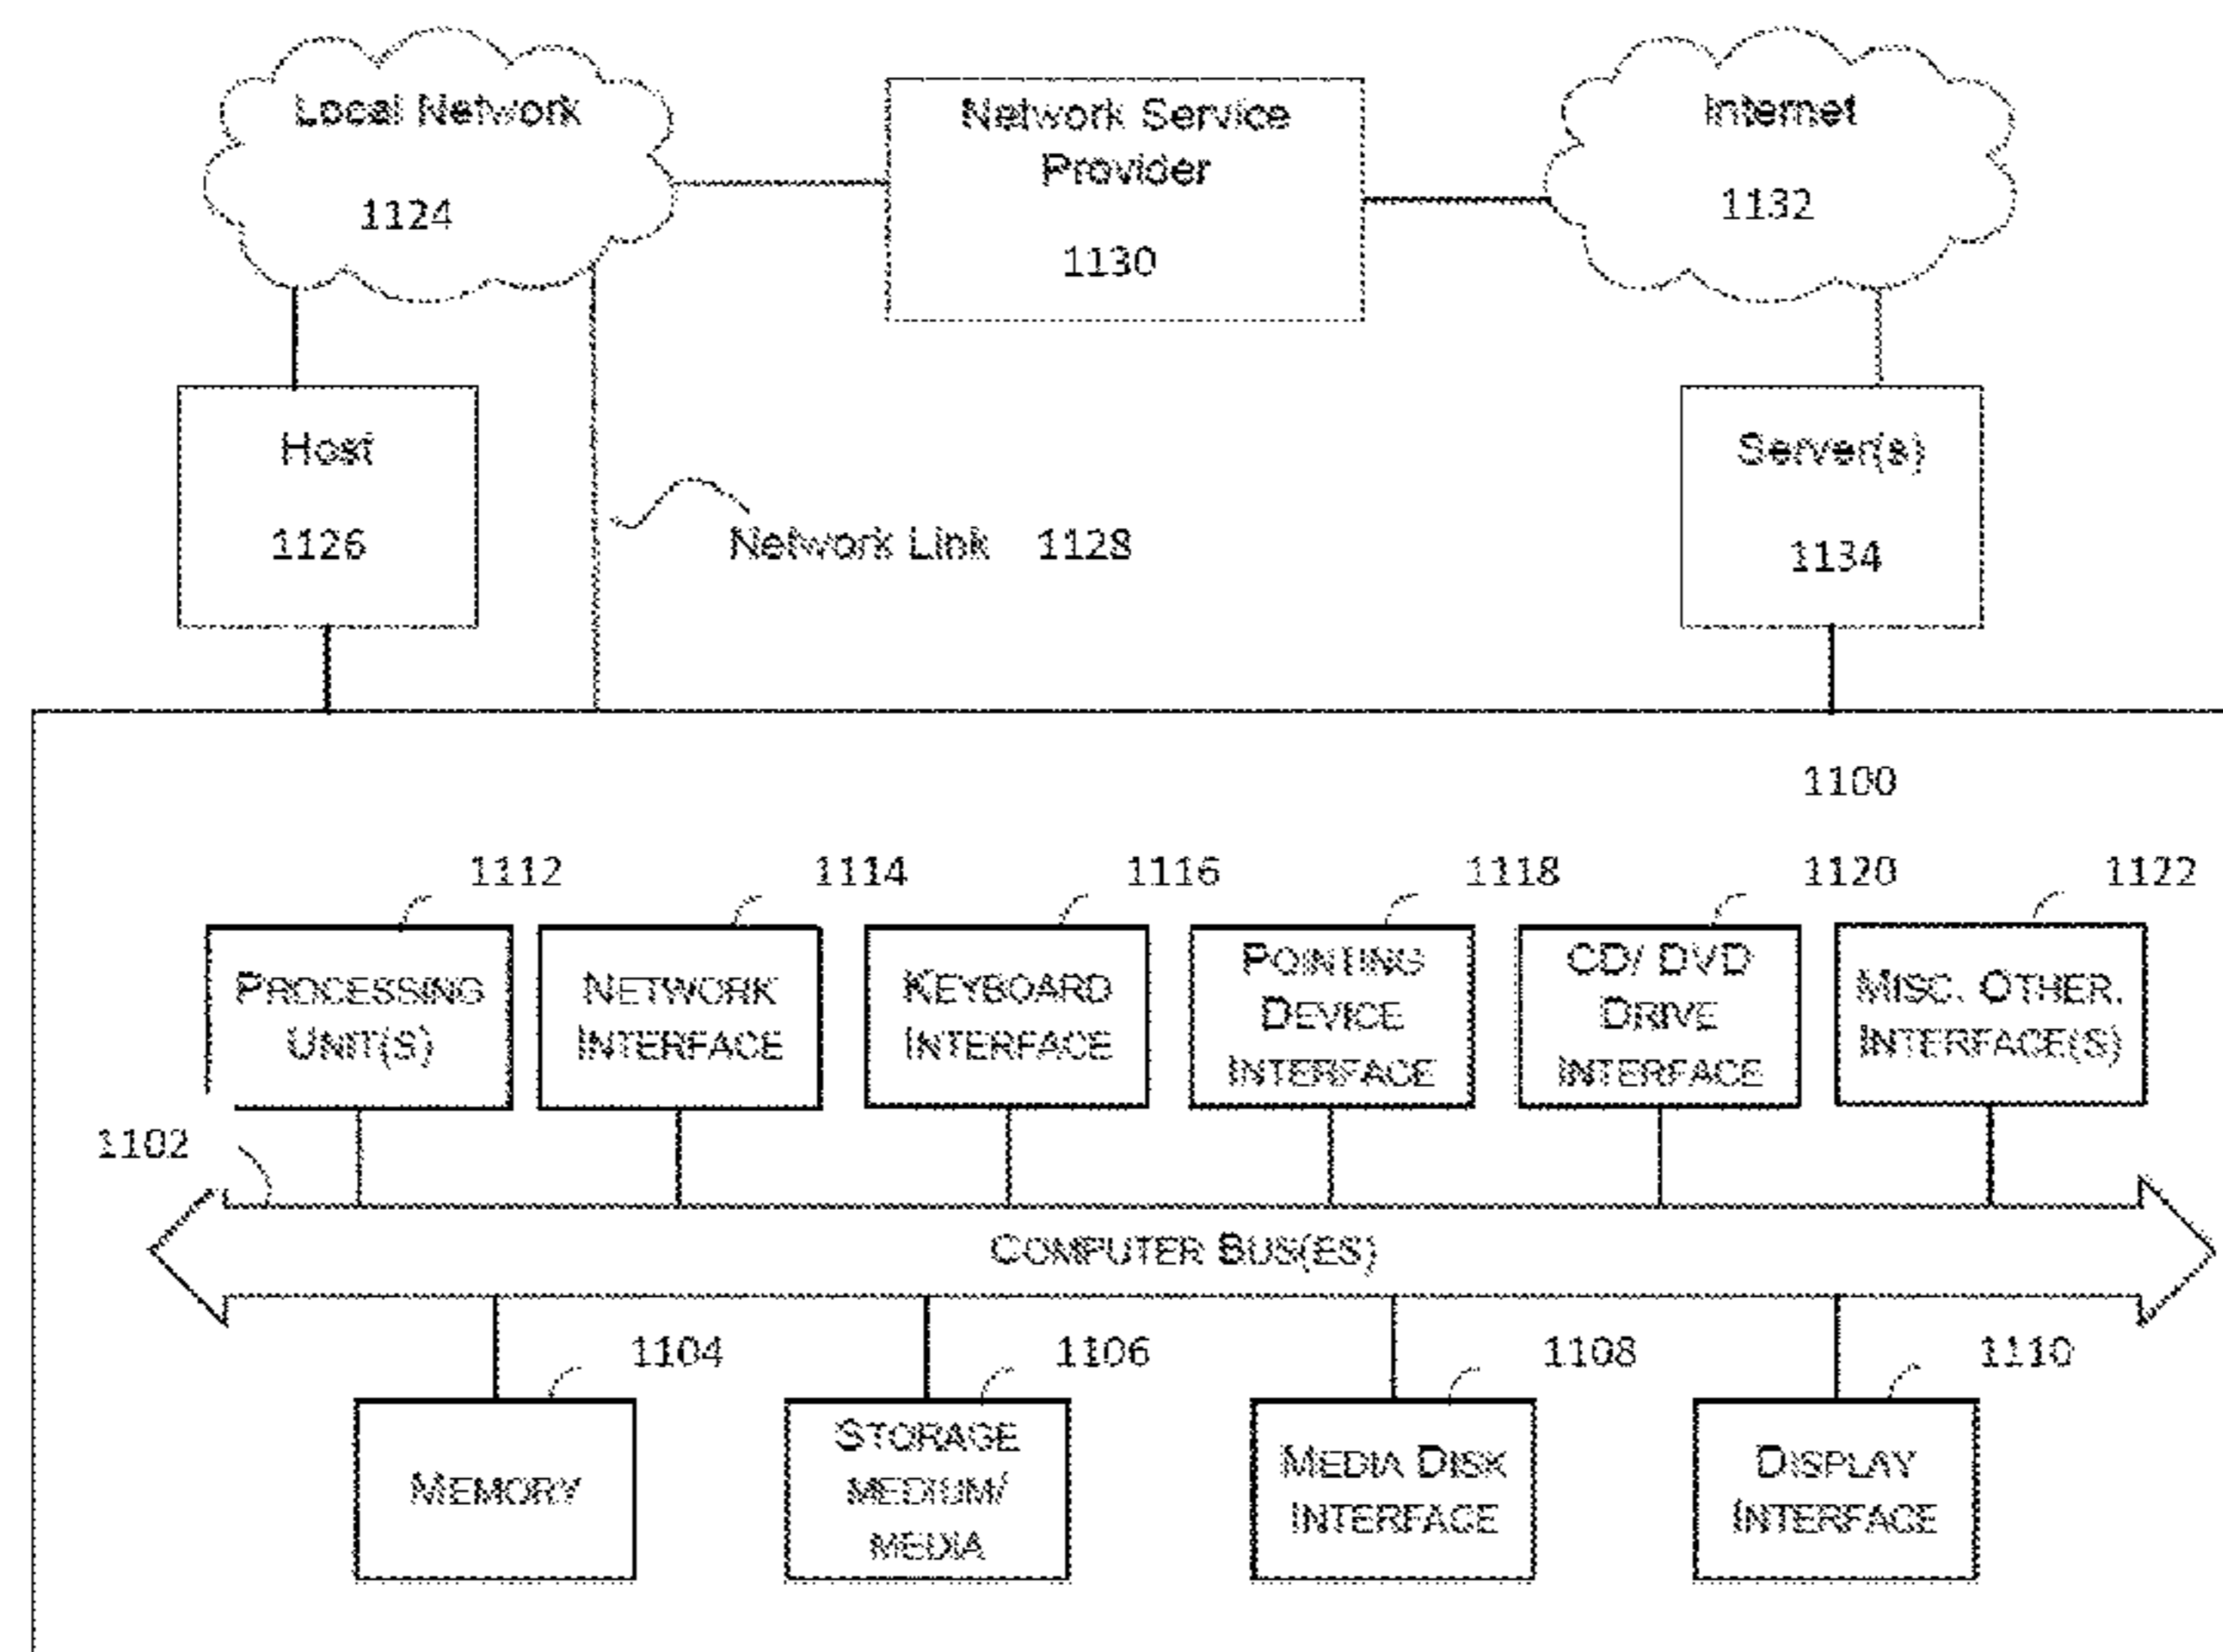 Local Network
1124
Network Service
Provider
1130
Internet
1132
Host
1126
Network Link 1128
Server(s)
1134
1100
1112
1114
1116
1118
1120
1122
PROCESSING
UNIT(S)
NETWORK
INTERFACE
KEYBOARD
INTERFACE
POINTING
DEVICE
INTERFACE
CD/ DVD
DRIVE
INTERFACE
MISC. OTHER.
INTERFACE(S)
1102
COMPUTER BUS(ES)
1104
1106
1108
1110
MEMORY
STORAGE
MEDIUM/
MEDIA
MEDIA DISK
INTERFACE
DISPLAY
INTERFACE